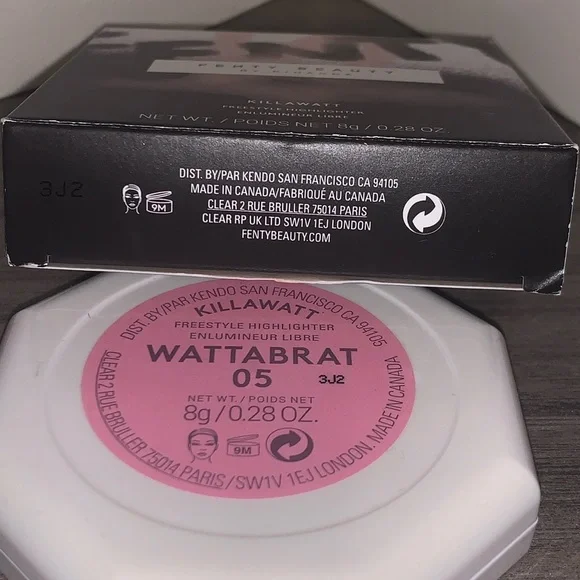 FENTY BEAUTY
KILLAWATT
FREESTYLE HIGHLIGHTER
ENLUMINEUR LIBRE
NET WT. / POIDS NET 8g / 0.28 OZ.
3J2
9M
DIST. BY/PAR KENDO SAN FRANCISCO CA 94105
MADE IN CANADA/FABRIQUÉ AU CANADA
CLEAR 2 RUE BRULLER 75014 PARIS
CLEAR RP UK LTD SW1V 1EJ LONDON
FENTYBEAUTY.COM
DIST. BY/PAR KENDO SAN FRANCISCO CA 94105
KILLAWATT
FREESTYLE HIGHLIGHTER
ENLUMINEUR LIBRE
WATTABRAT
05 3J2
NET WT. / POIDS NET
8g / 0.28 OZ.
9M
CLEAR 2 RUE BRULLER 75014 PARIS/SW1V 1EJ LONDON. MADE IN CANADA